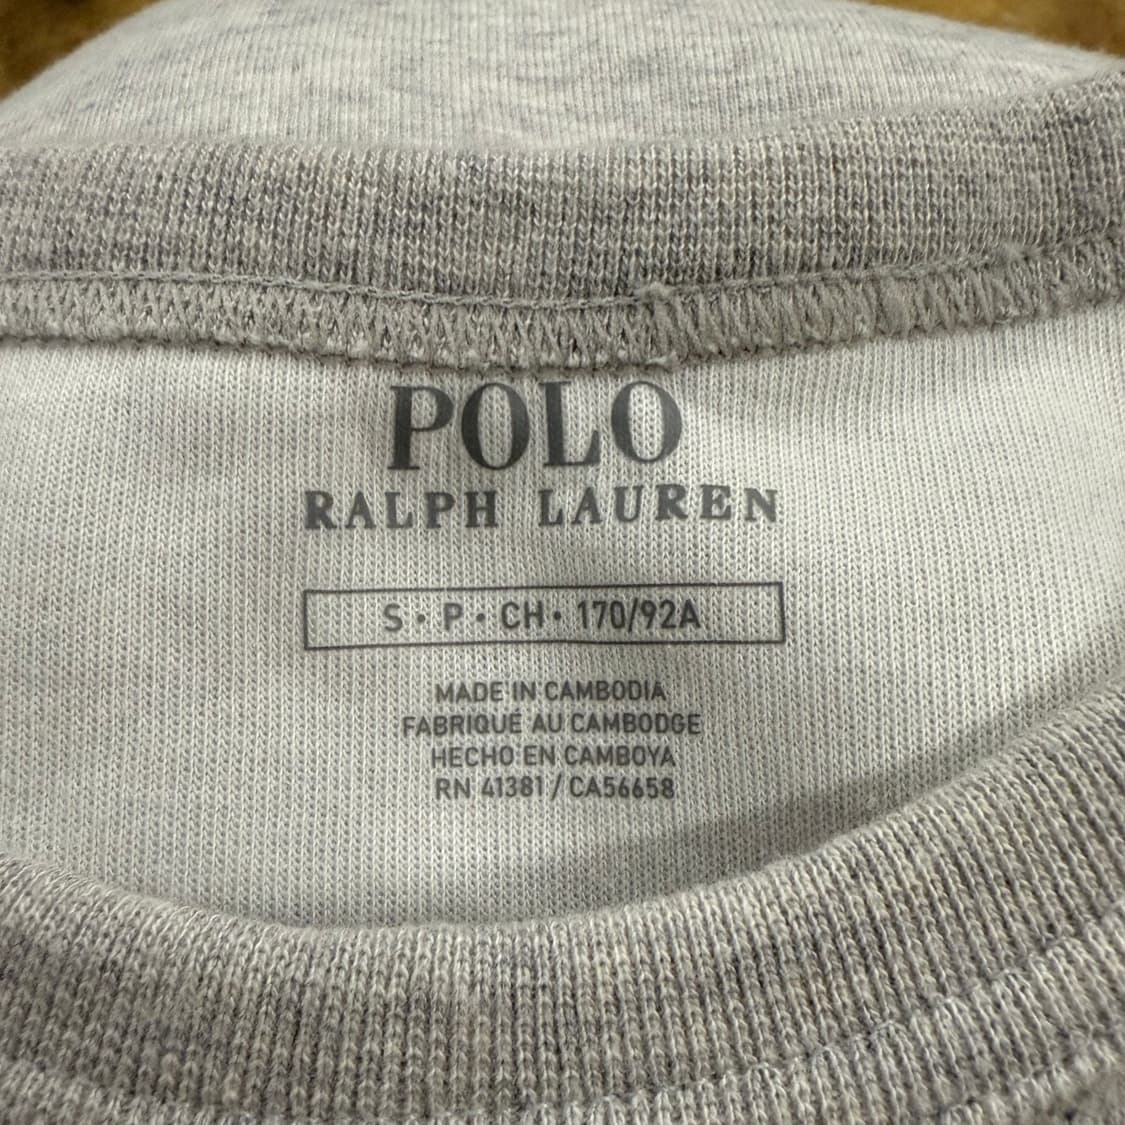 POLO
RALPH LAUREN
S • P • CH • 170/92A
MADE IN CAMBODIA
FABRIQUÉ AU CAMBODGE
HECHO EN CAMBOYA
RN 41381 / CA56658